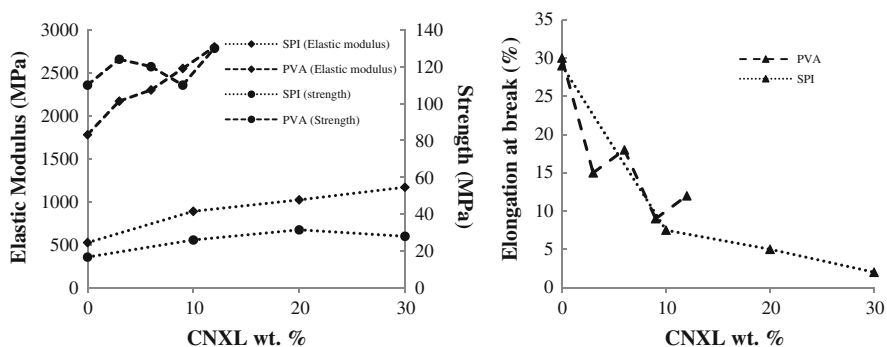 3000
2500
2000
1500
1000
500
0
Elastic Modulus (MPa)
140
120
100
80
60
40
20
0
Strength (MPa)
SPI (Elastic modulus)
PVA (Elastic modulus)
SPI (strength)
PVA (Strength)
0
10
20
30
CNXL wt. %
35
30
25
20
15
10
5
0
Elongation at break (%)
PVA
SPI
0
10
20
30
CNXL wt. %